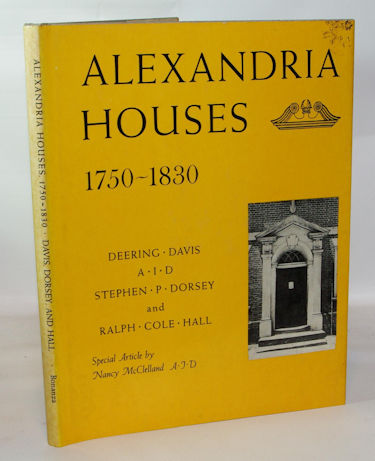 ALEXANDRIA HOUSES, 1750-1830 · DAVIS, DORSEY AND HALL · Bonanza
ALEXANDRIA
HOUSES
1750-1830
DEERING · DAVIS
A · I · D
STEPHEN · P · DORSEY
and
RALPH · COLE · HALL
Special Article by
Nancy McClelland A·I·D